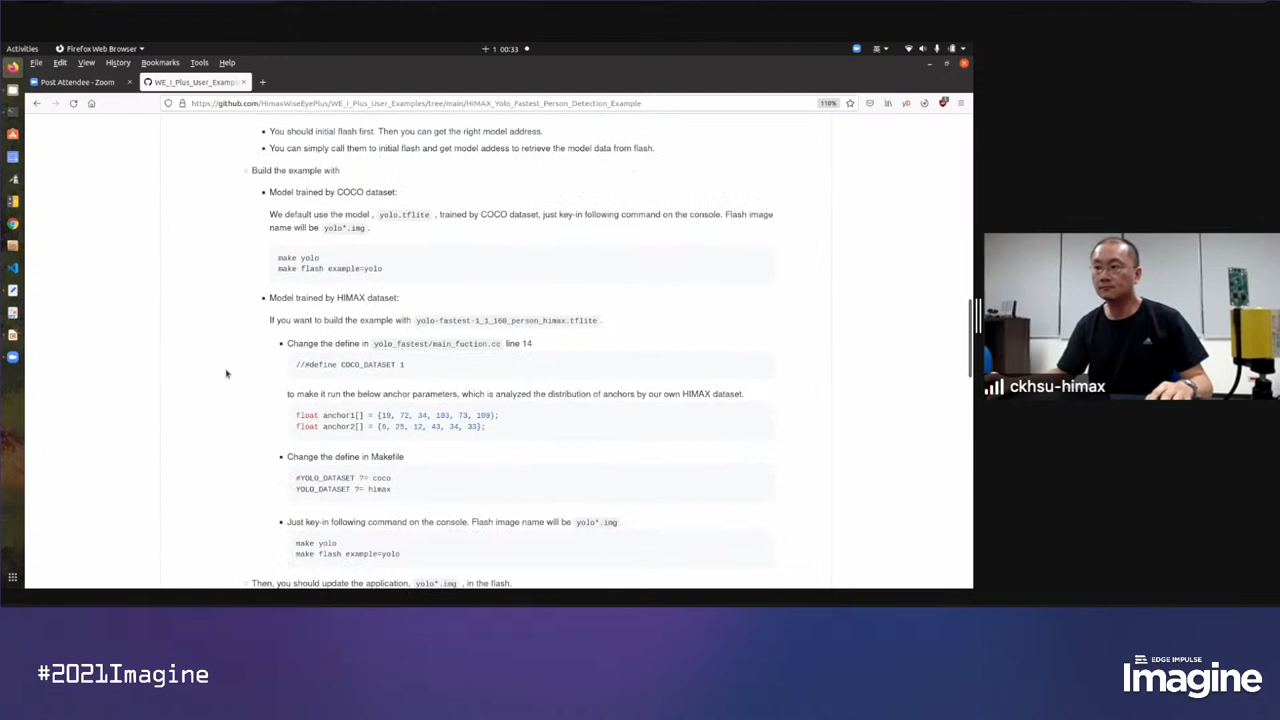 Activities
Firefox Web Browser
1 00:33
英
File Edit View History Bookmarks Tools Help
Post Attendee - Zoom
WE_I_Plus_User_Exampl
https://github.com/HimaxWiseEyePlus/WE_I_Plus_User_Examples/tree/main/HIMAX_Yolo_Fastest_Person_Detection_Example
110%
You should initial flash first. Then you can get the right model address.
You can simply call them to initial flash and get model addess to retrieve the model data from flash.
Build the example with
Model trained by COCO dataset:
We default use the model , yolo.tflite , trained by COCO dataset, just key-in following command on the console. Flash image
name will be yolo*.img.
make yolo
make flash example=yolo
Model trained by HIMAX dataset:
If you want to build the example with yolo-fastest-1_1_160_person_himax.tflite.
Change the define in yolo_fastest/main_fuction.cc line 14
//#define COCO_DATASET 1
to make it run the below anchor parameters, which is analyzed the distribution of anchors by our own HIMAX dataset.
float anchor1[] = {19, 72, 34, 103, 73, 109};
float anchor2[] = {6, 25, 12, 43, 34, 33};
Change the define in Makefile
#YOLO_DATASET ?= coco
YOLO_DATASET ?= himax
Just key-in following command on the console. Flash image name will be yolo*.img
make yolo
make flash example=yolo
Then, you should update the application, yolo*.img , in the flash.
ckhsu-himax
#2021Imagine
EDGE IMPULSE
Imagine